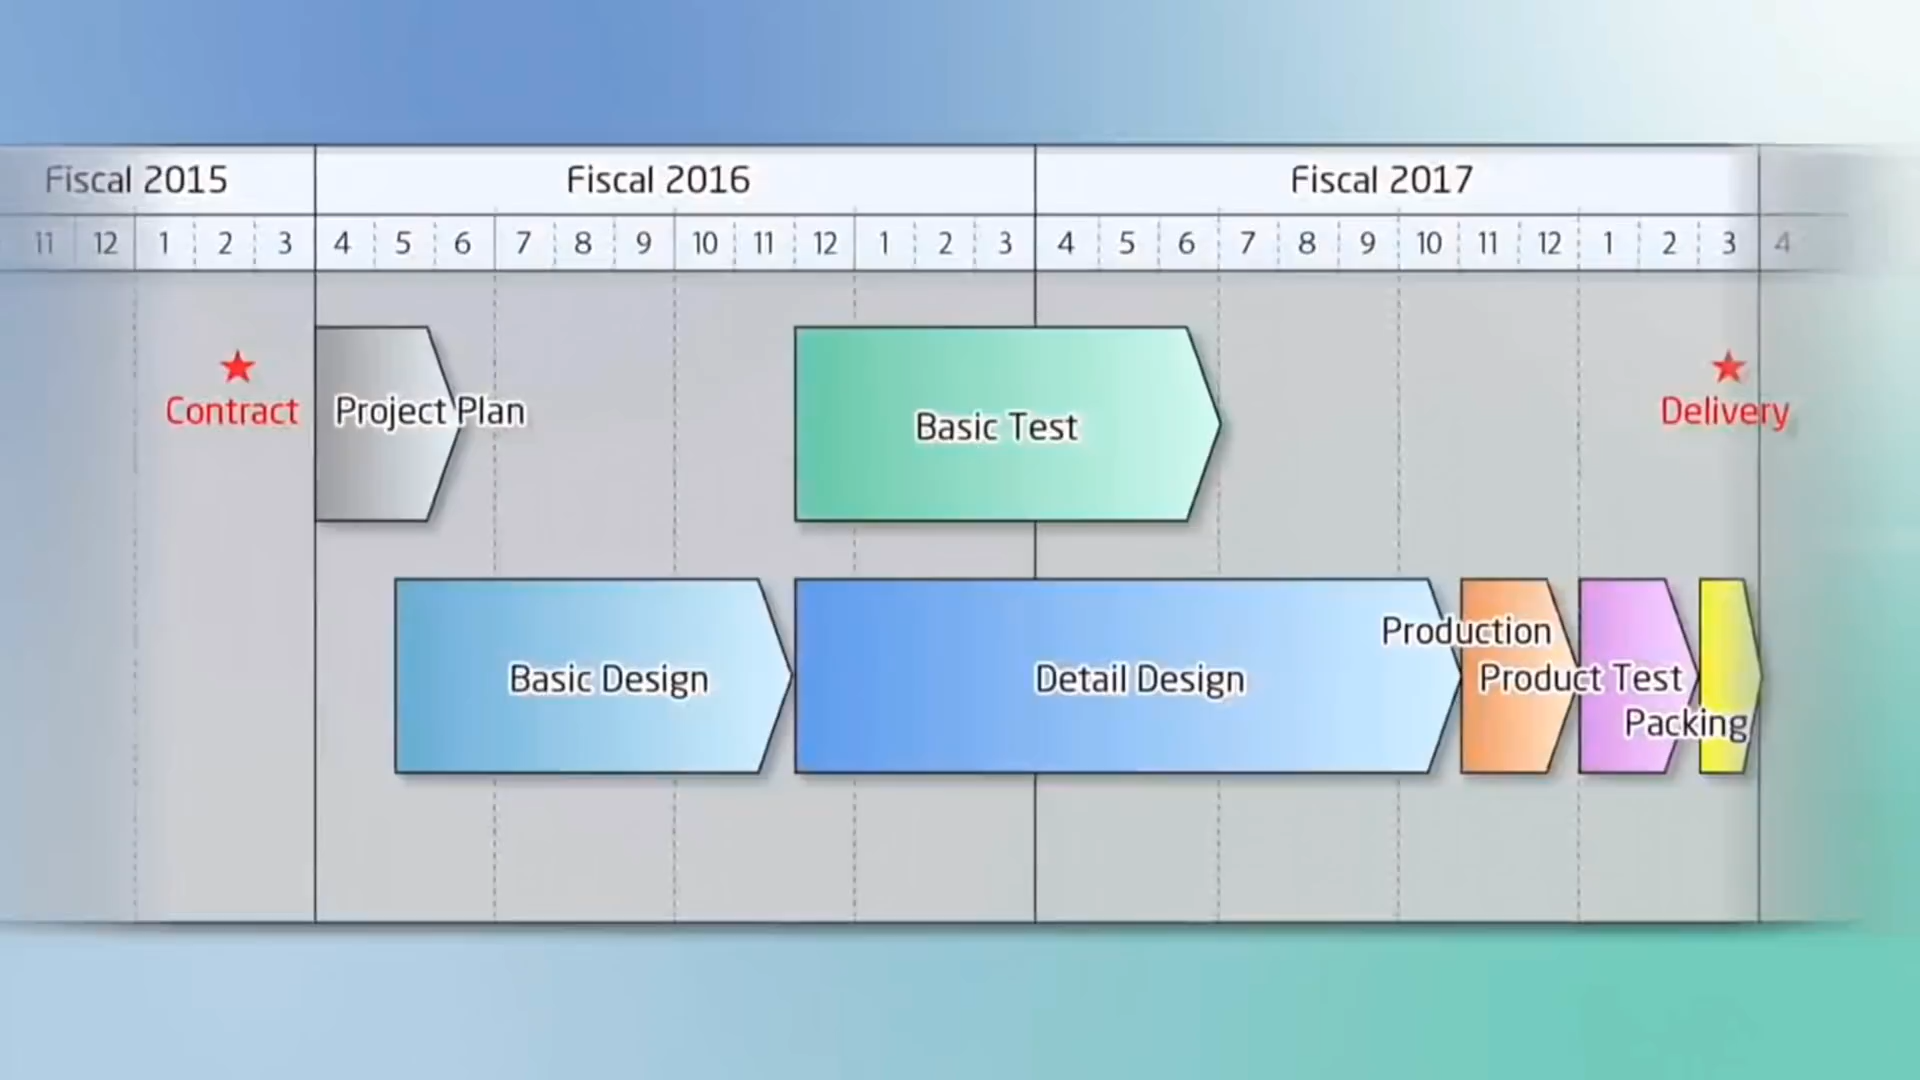 Fiscal 2015 Fiscal 2016 Fiscal 2017
11 12 1 2 3 4 5 6 7 8 9 10 11 12 1 2 3 4 5 6 7 8 9 10 11 12 1 2 3 4
Contract
Project Plan
Basic Test
Delivery
Basic Design
Detail Design
Production
Product Test
Packing